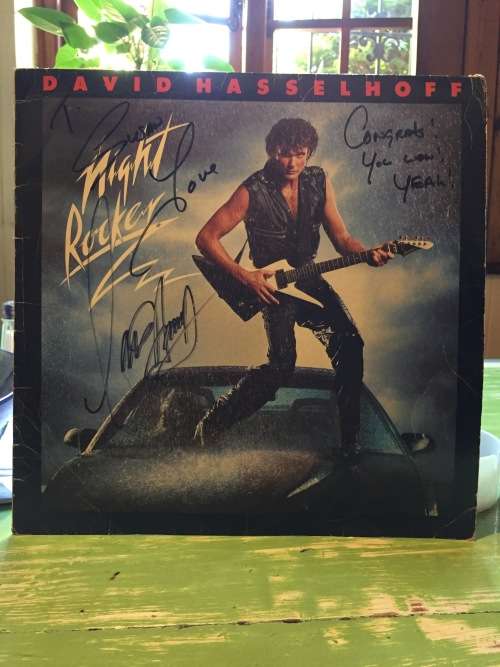 DAVID HASSELHOFF
Night
Rocker
Love
CONGRATS!
YOU WON!
YEAH!